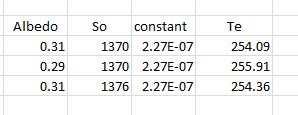 Albedo So constant Te
0.31 1370 2.27E-07 254.09
0.29 1370 2.27E-07 255.91
0.31 1376 2.27E-07 254.36